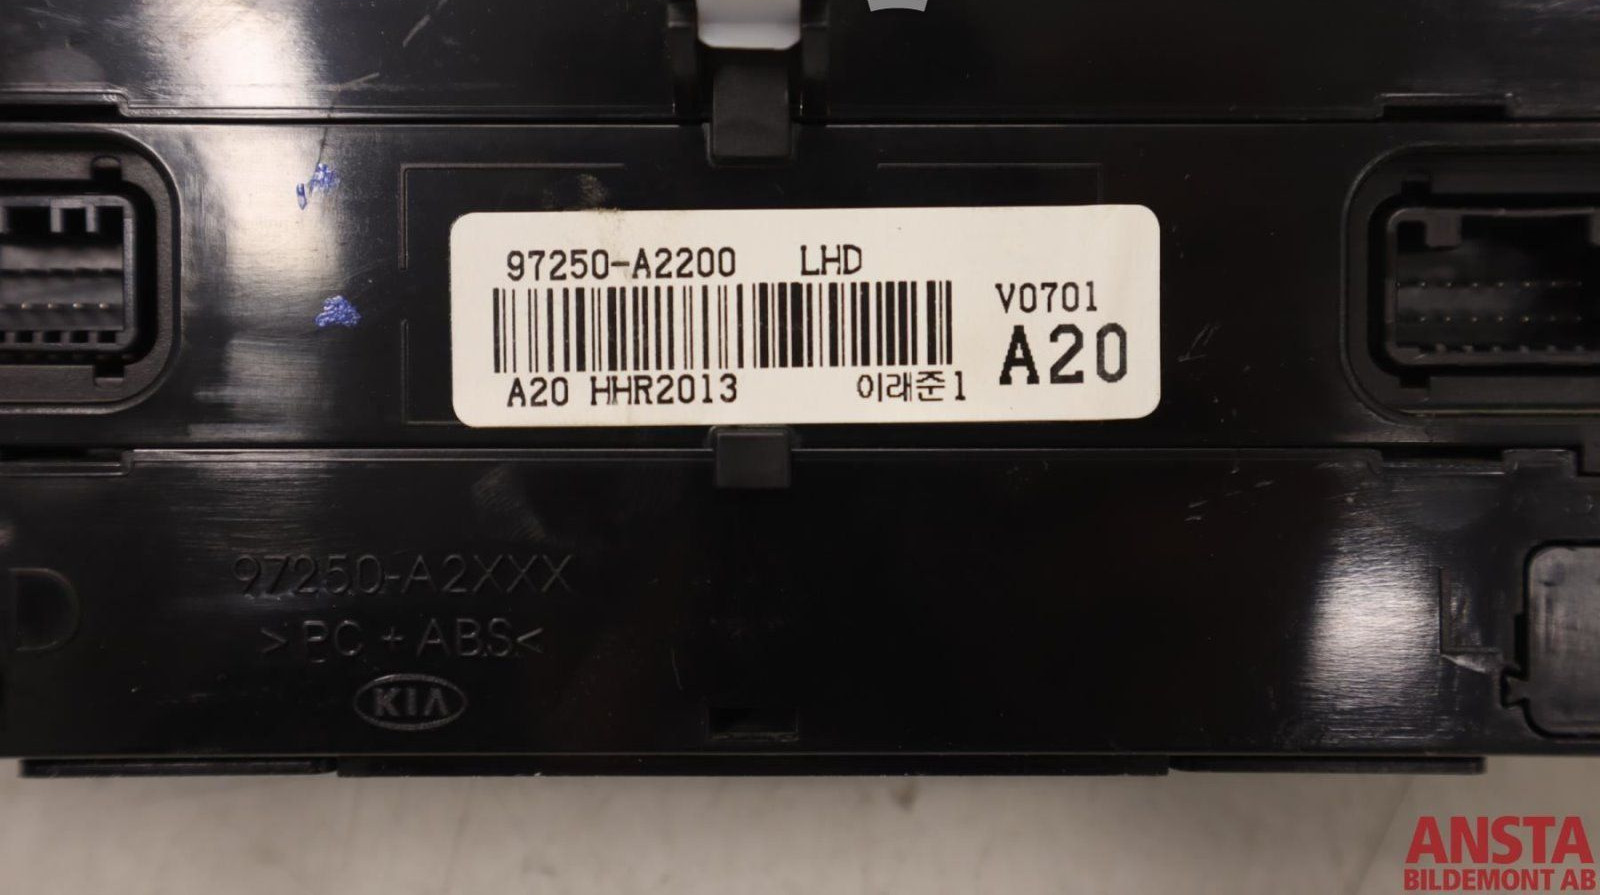 97250-A2200 LHD
V0701
A20
A20 HHR2013 이래준1
97250-A2XXX
>PC+ABS<
KIA
D
ANSTA
BILDEMONT AB